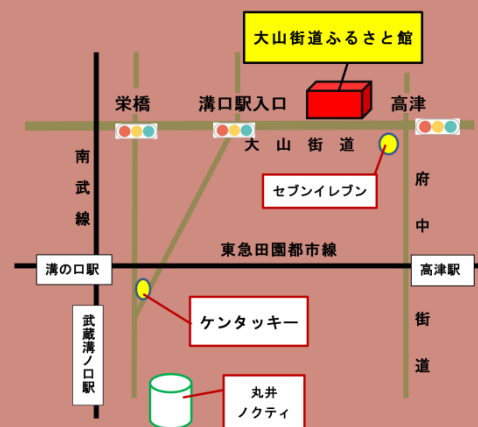 大山街道ふるさと館
栄橋
溝口駅入口
高津
大山街道
南武線
セブンイレブン
府中街道
東急田園都市線
溝の口駅
高津駅
ケンタッキー
武蔵溝ノ口駅
丸井
ノクティ